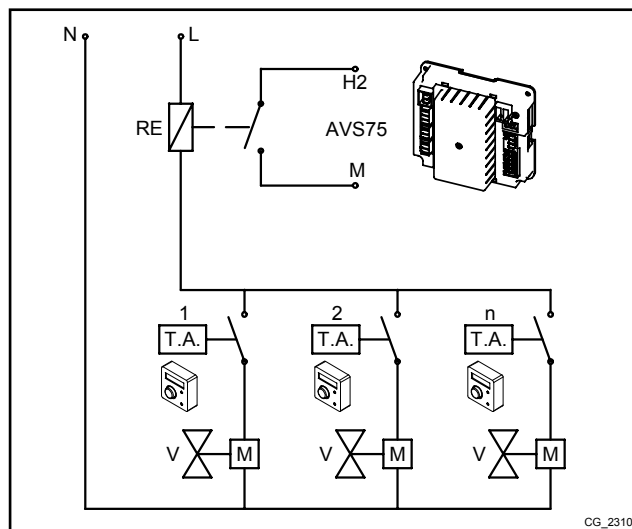 N L
H2
RE AVS75
M
1 2 n
T.A. T.A. T.A.
V M V M V M
CG_2310